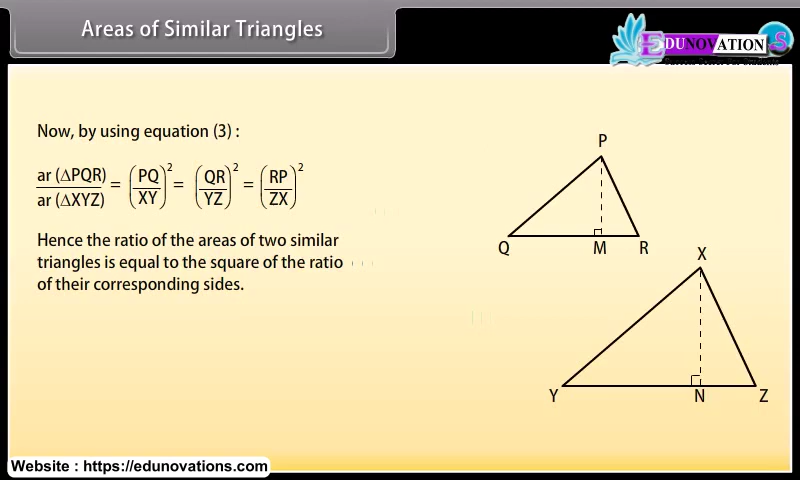 Areas of Similar Triangles
EDUNOVATIONS
Now, by using equation (3) :
ar (ΔPQR)/ar (ΔXYZ) = (PQ/XY)² = (QR/YZ)² = (RP/ZX)²
Hence the ratio of the areas of two similar
triangles is equal to the square of the ratio
of their corresponding sides.
P
Q M R
X
Y N Z
Website : https://edunovations.com